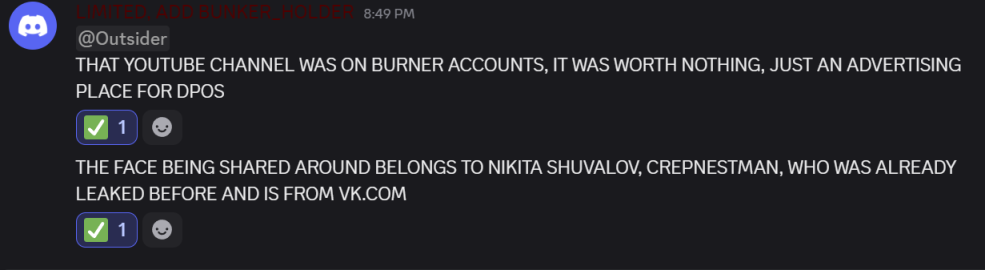 LIMITED_ADD BUNNER_HOLDER 8:49 PM
@Outsider
THAT YOUTUBE CHANNEL WAS ON BURNER ACCOUNTS, IT WAS WORTH NOTHING, JUST AN ADVERTISING
PLACE FOR DPOS
1
THE FACE BEING SHARED AROUND BELONGS TO NIKITA SHUVALOV, CREPNESTMAN, WHO WAS ALREADY
LEAKED BEFORE AND IS FROM VK.COM
1